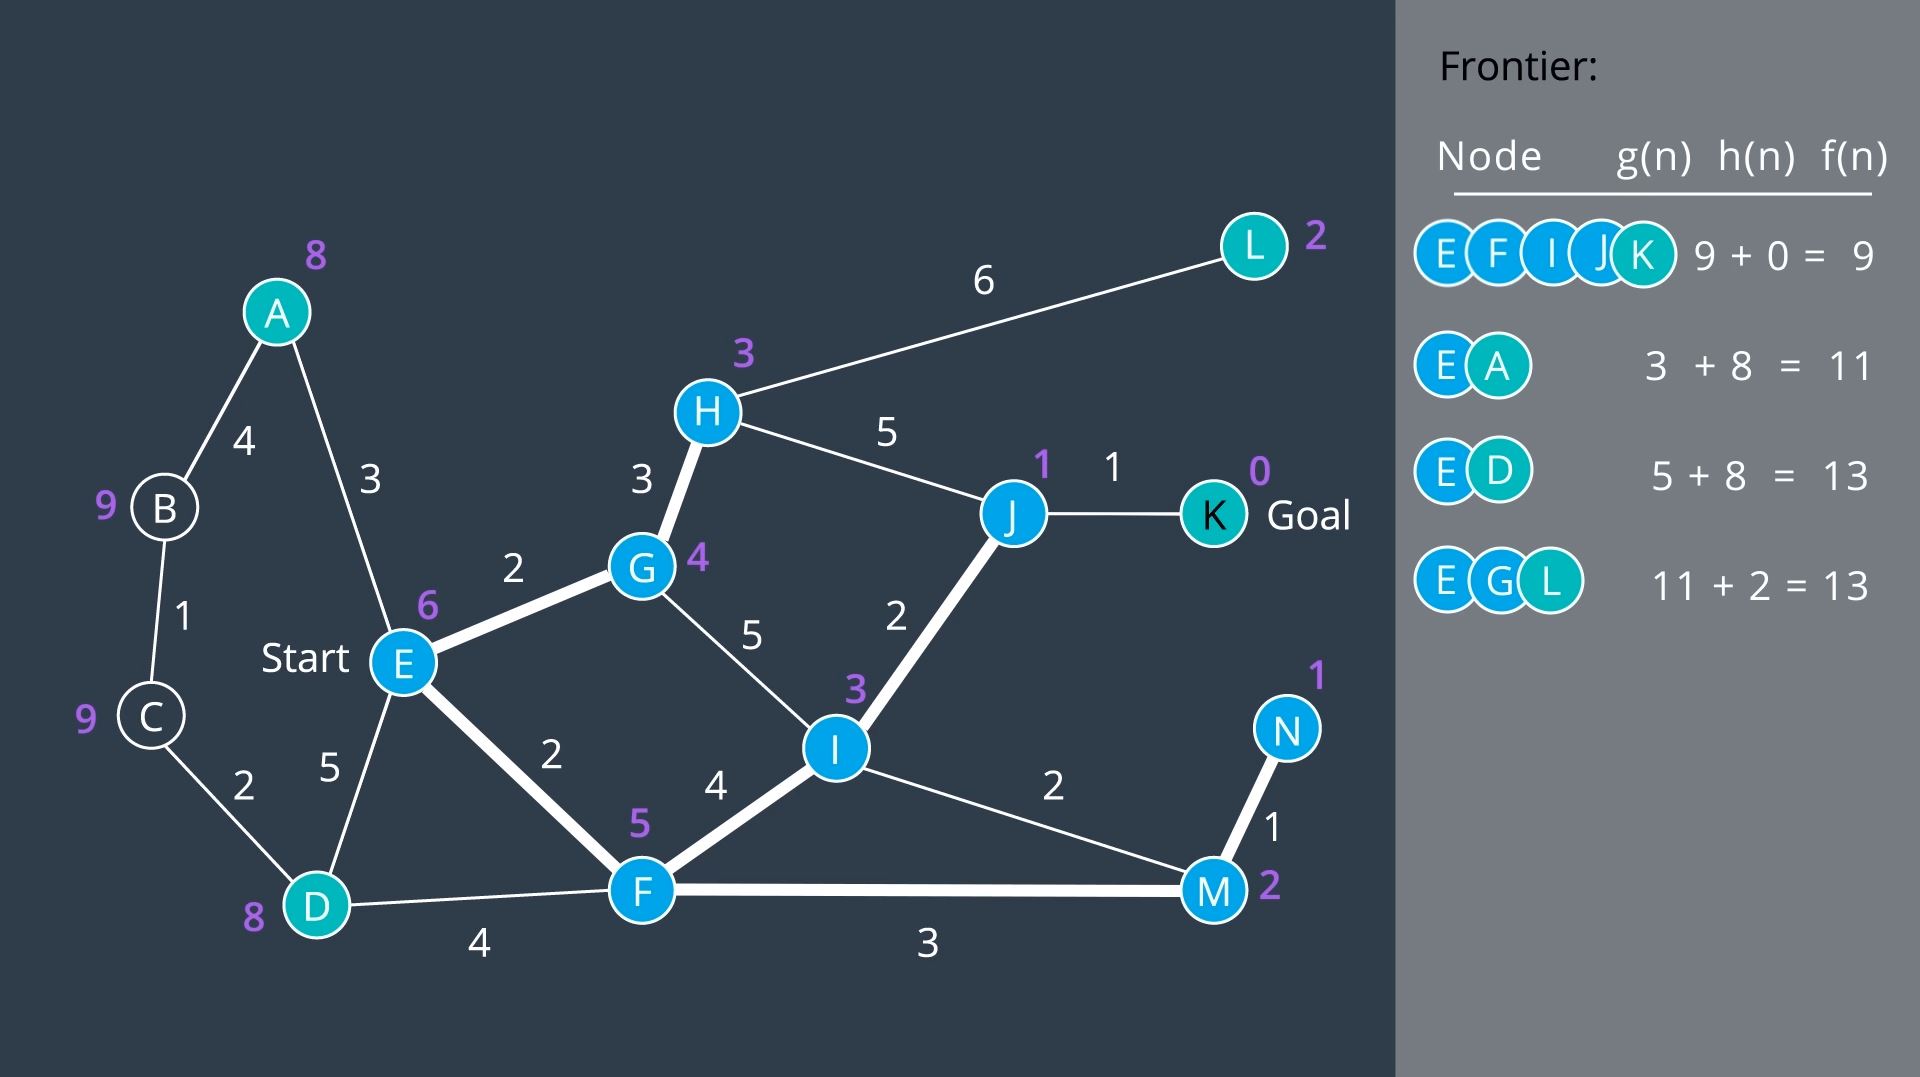 Frontier:
Node g(n) h(n) f(n)
E F I J K 9 + 0 = 9
E A 3 + 8 = 11
E D 5 + 8 = 13
E G L 11 + 2 = 13
L 2
8
6
A
3
H
5
4
3
3
1
1
0
9
B
J
K
Goal
2
G
4
1
6
5
2
Start
E
3
1
9
C
I
N
5
2
4
2
2
1
5
8
D
F
M
2
4
3